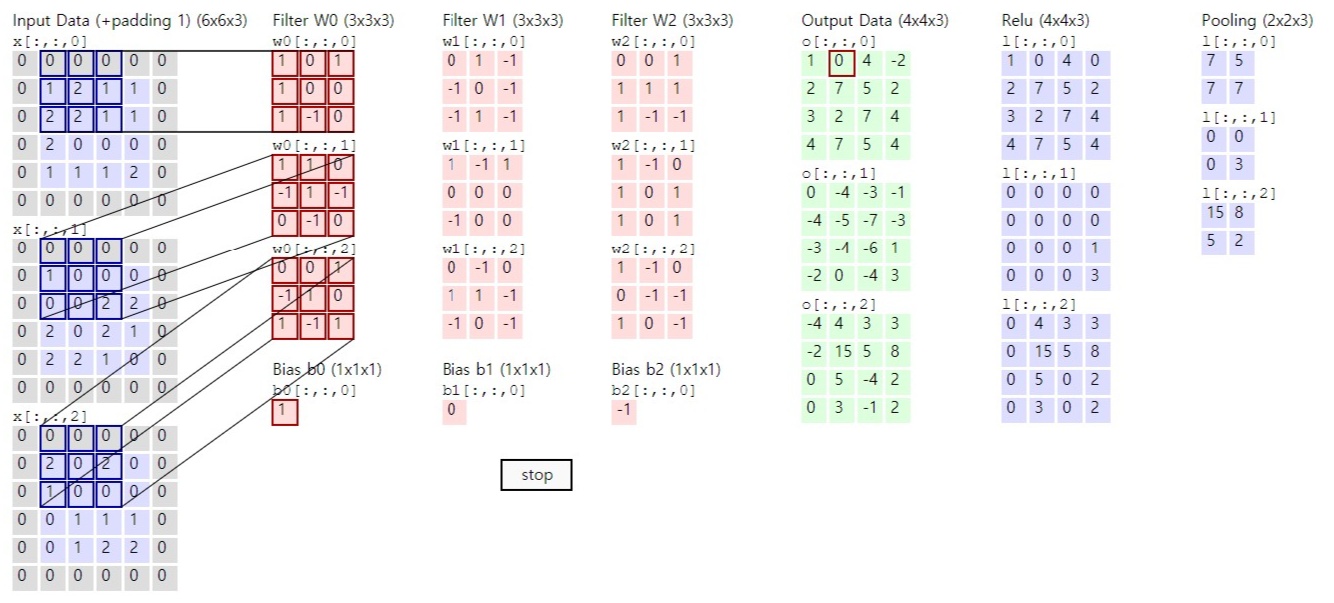 Input Data (+padding 1) (6x6x3)
x[:,:,0]
0 0 0 0 0 0
0 1 2 1 1 0
0 2 2 1 1 0
0 2 0 0 0 0
0 1 1 1 2 0
0 0 0 0 0 0
x[:,:,1]
0 0 0 0 0 0
0 1 0 0 0 0
0 0 0 2 2 0
0 2 0 2 1 0
0 2 2 1 0 0
0 0 0 0 0 0
x[:,:,2]
0 0 0 0 0 0
0 2 0 2 0 0
0 1 0 0 0 0
0 0 1 1 1 0
0 0 1 2 2 0
0 0 0 0 0 0
Filter W0 (3x3x3)
w0[:,:,0]
1 0 1
1 0 0
1 -1 0
w0[:,:,1]
1 1 0
-1 1 -1
0 -1 0
w0[:,:,2]
0 0 1
-1 1 0
1 -1 1
Bias b0 (1x1x1)
b0[:,:,0]
1
Filter W1 (3x3x3)
w1[:,:,0]
0 1 -1
-1 0 -1
-1 1 -1
w1[:,:,1]
1 -1 1
0 0 0
-1 0 0
w1[:,:,2]
0 -1 0
1 1 -1
-1 0 -1
Bias b1 (1x1x1)
b1[:,:,0]
0
Filter W2 (3x3x3)
w2[:,:,0]
0 0 1
1 1 1
1 -1 -1
w2[:,:,1]
1 -1 0
1 0 1
1 0 1
w2[:,:,2]
1 -1 0
0 -1 -1
1 0 -1
Bias b2 (1x1x1)
b2[:,:,0]
-1
stop
Output Data (4x4x3)
o[:,:,0]
1 0 4 -2
2 7 5 2
3 2 7 4
4 7 5 4
o[:,:,1]
0 -4 -3 -1
-4 -5 -7 -3
-3 -4 -6 1
-2 0 -4 3
o[:,:,2]
-4 4 3 3
-2 15 5 8
0 5 -4 2
0 3 -1 2
Relu (4x4x3)
l[:,:,0]
1 0 4 0
2 7 5 2
3 2 7 4
4 7 5 4
l[:,:,1]
0 0 0 0
0 0 0 0
0 0 0 1
0 0 0 3
l[:,:,2]
0 4 3 3
0 15 5 8
0 5 0 2
0 3 0 2
Pooling (2x2x3)
l[:,:,0]
7 5
7 7
l[:,:,1]
0 0
0 3
l[:,:,2]
15 8
5 2